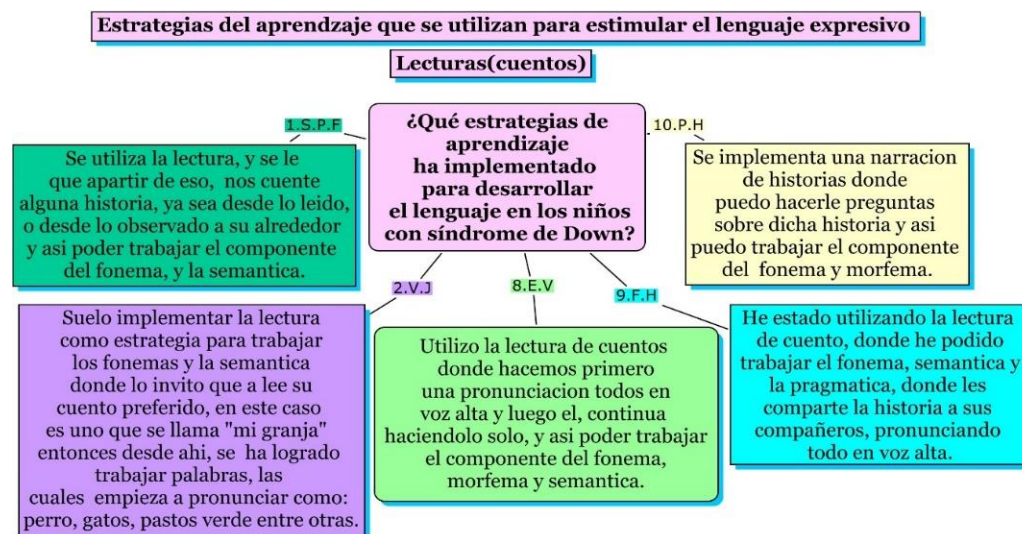 Estrategias del aprendzaje que se utilizan para estimular el lenguaje expresivo
Lecturas(cuentos)
¿Qué estrategias de
aprendizaje
ha implementado
para desarrollar
el lenguaje en los niños
con síndrome de Down?
1.S.P.F
Se utiliza la lectura, y se le
que apartir de eso, nos cuente
alguna historia, ya sea desde lo leido,
o desde lo observado a su alrededor
y asi poder trabajar el componente
del fonema, y la semantica.
10.P.H
Se implementa una narracion
de historias donde
puedo hacerle preguntas
sobre dicha historia y asi
puedo trabajar el componente
del fonema y morfema.
2.V.J
Suelo implementar la lectura
como estrategia para trabajar
los fonemas y la semantica
donde lo invito que a lee su
cuento preferido, en este caso
es uno que se llama "mi granja"
entonces desde ahi, se ha logrado
trabajar palabras, las
cuales empieza a pronunciar como:
perro, gatos, pastos verde entre otras.
8.E.V
Utilizo la lectura de cuentos
donde hacemos primero
una pronunciacion todos en
voz alta y luego el, continua
haciendolo solo, y asi poder trabajar
el componente del fonema,
morfema y semantica.
9.F.H
He estado utilizando la lectura
de cuento, donde he podido
trabajar el fonema, semantica y
la pragmatica, donde les
comparte la historia a sus
compañeros, pronunciando
todo en voz alta.